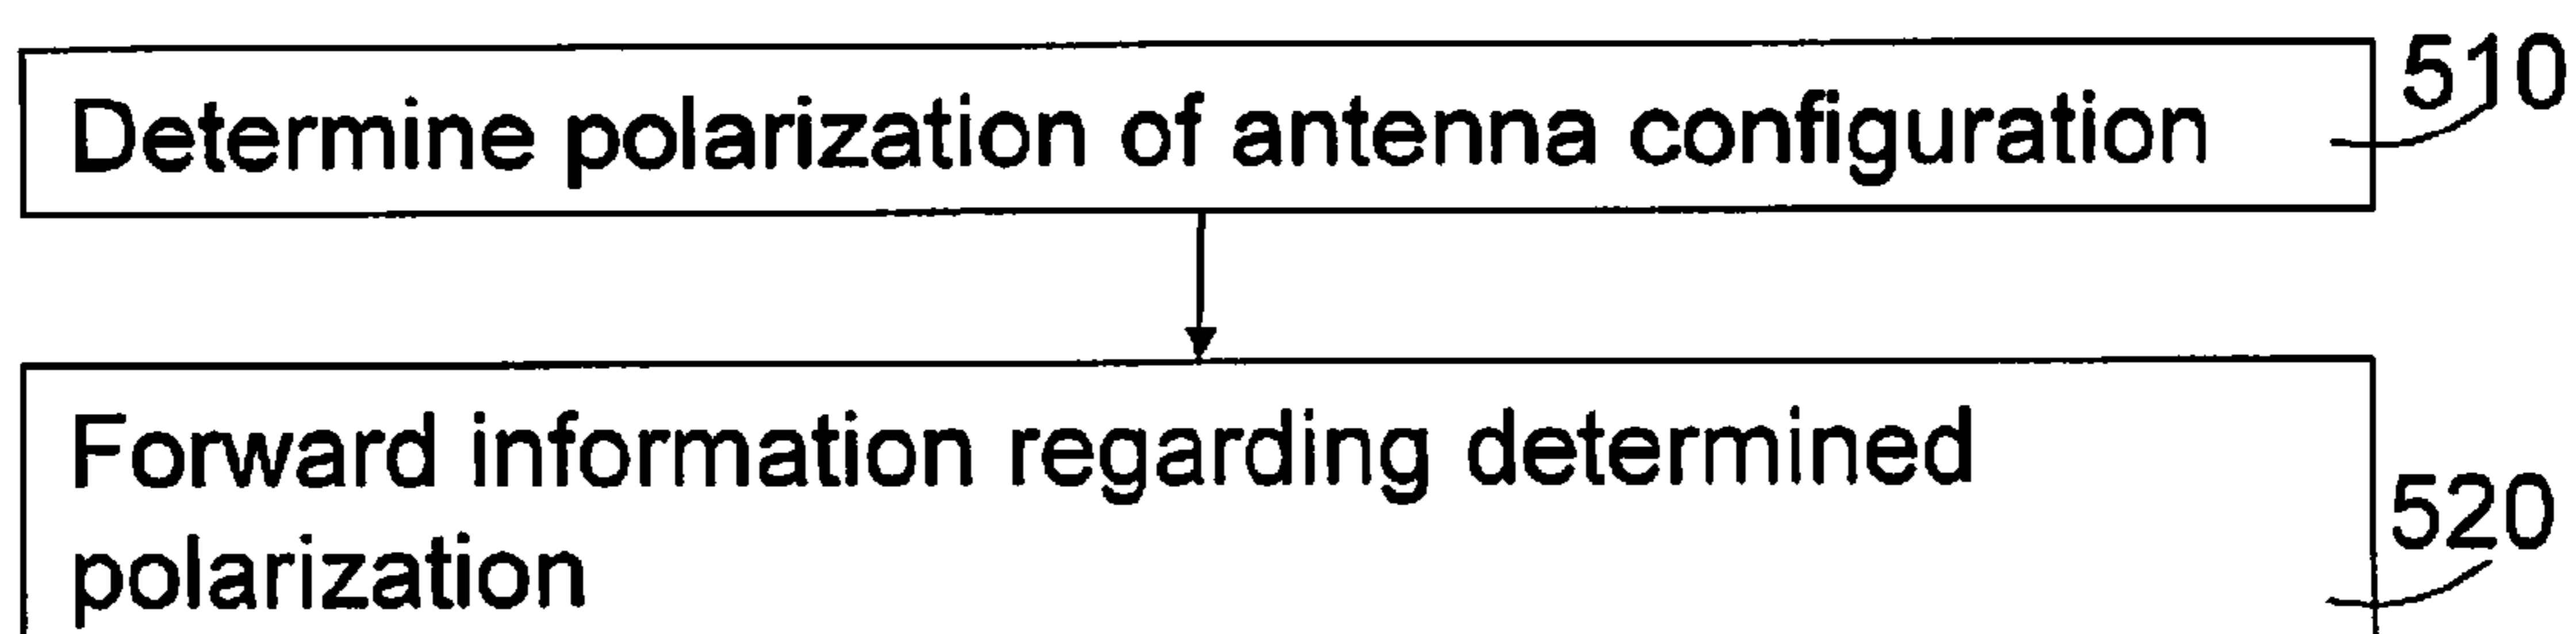 Determine polarization of antenna configuration
510
Forward information regarding determined
polarization
520